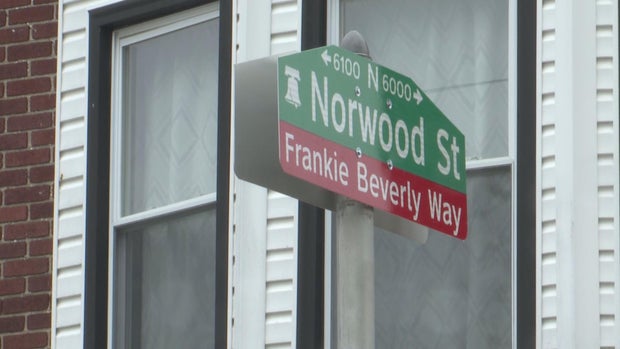 ←6100 N 6000→
Norwood St
Frankie Beverly Way